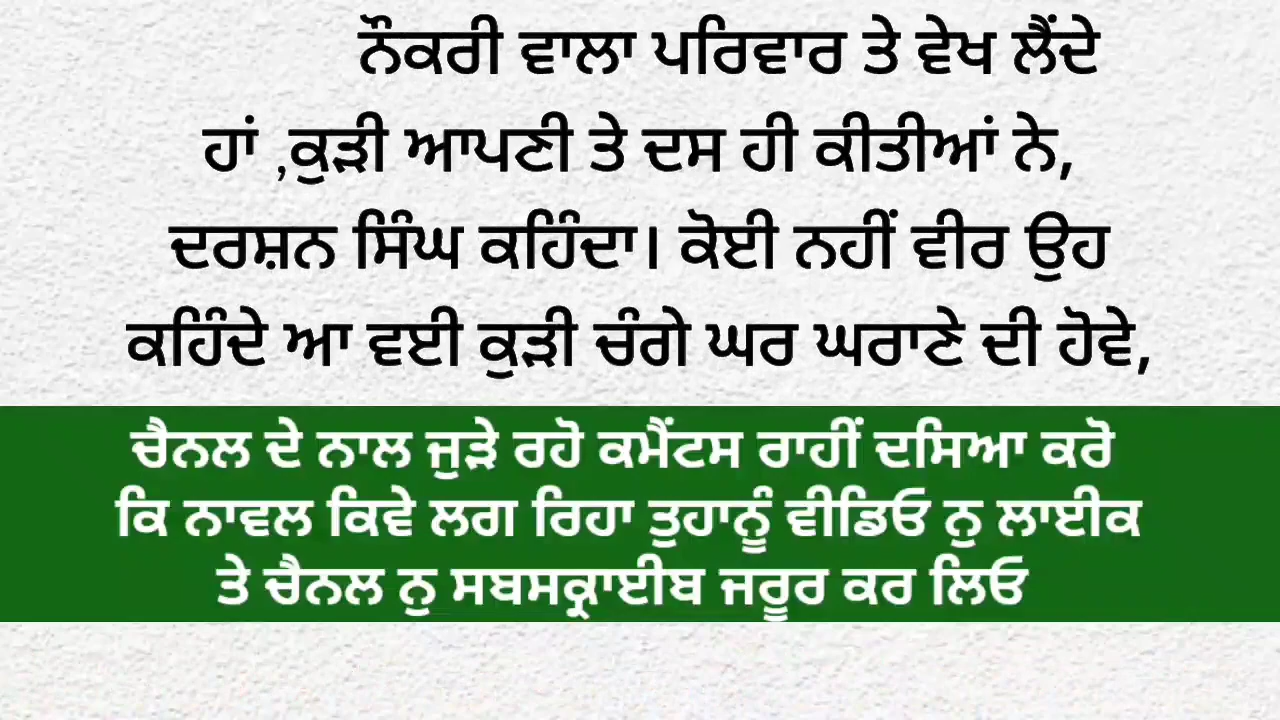 ਨੌਕਰੀ ਵਾਲਾ ਪਰਿਵਾਰ ਤੇ ਵੇਖ ਲੈਂਦੇ
ਹਾਂ ,ਕੁੜੀ ਆਪਣੀ ਤੇ ਦਸ ਹੀ ਕੀਤੀਆਂ ਨੇ,
ਦਰਸ਼ਨ ਸਿੰਘ ਕਹਿੰਦਾ। ਕੋਈ ਨਹੀਂ ਵੀਰ ਉਹ
ਕਹਿੰਦੇ ਆ ਵਈ ਕੁੜੀ ਚੰਗੇ ਘਰ ਘਰਾਣੇ ਦੀ ਹੋਵੇ,
ਚੈਨਲ ਦੇ ਨਾਲ ਜੁੜੇ ਰਹੋ ਕਮੈਂਟਸ ਰਾਹੀਂ ਦਸਿਆ ਕਰੋ
ਕਿ ਨਾਵਲ ਕਿਵੇ ਲਗ ਰਿਹਾ ਤੁਹਾਨੂੰ ਵੀਡਿਓ ਨੁ ਲਾਈਕ
ਤੇ ਚੈਨਲ ਨੁ ਸਬਸਕ੍ਰਾਈਬ ਜਰੂਰ ਕਰ ਲਿਓ